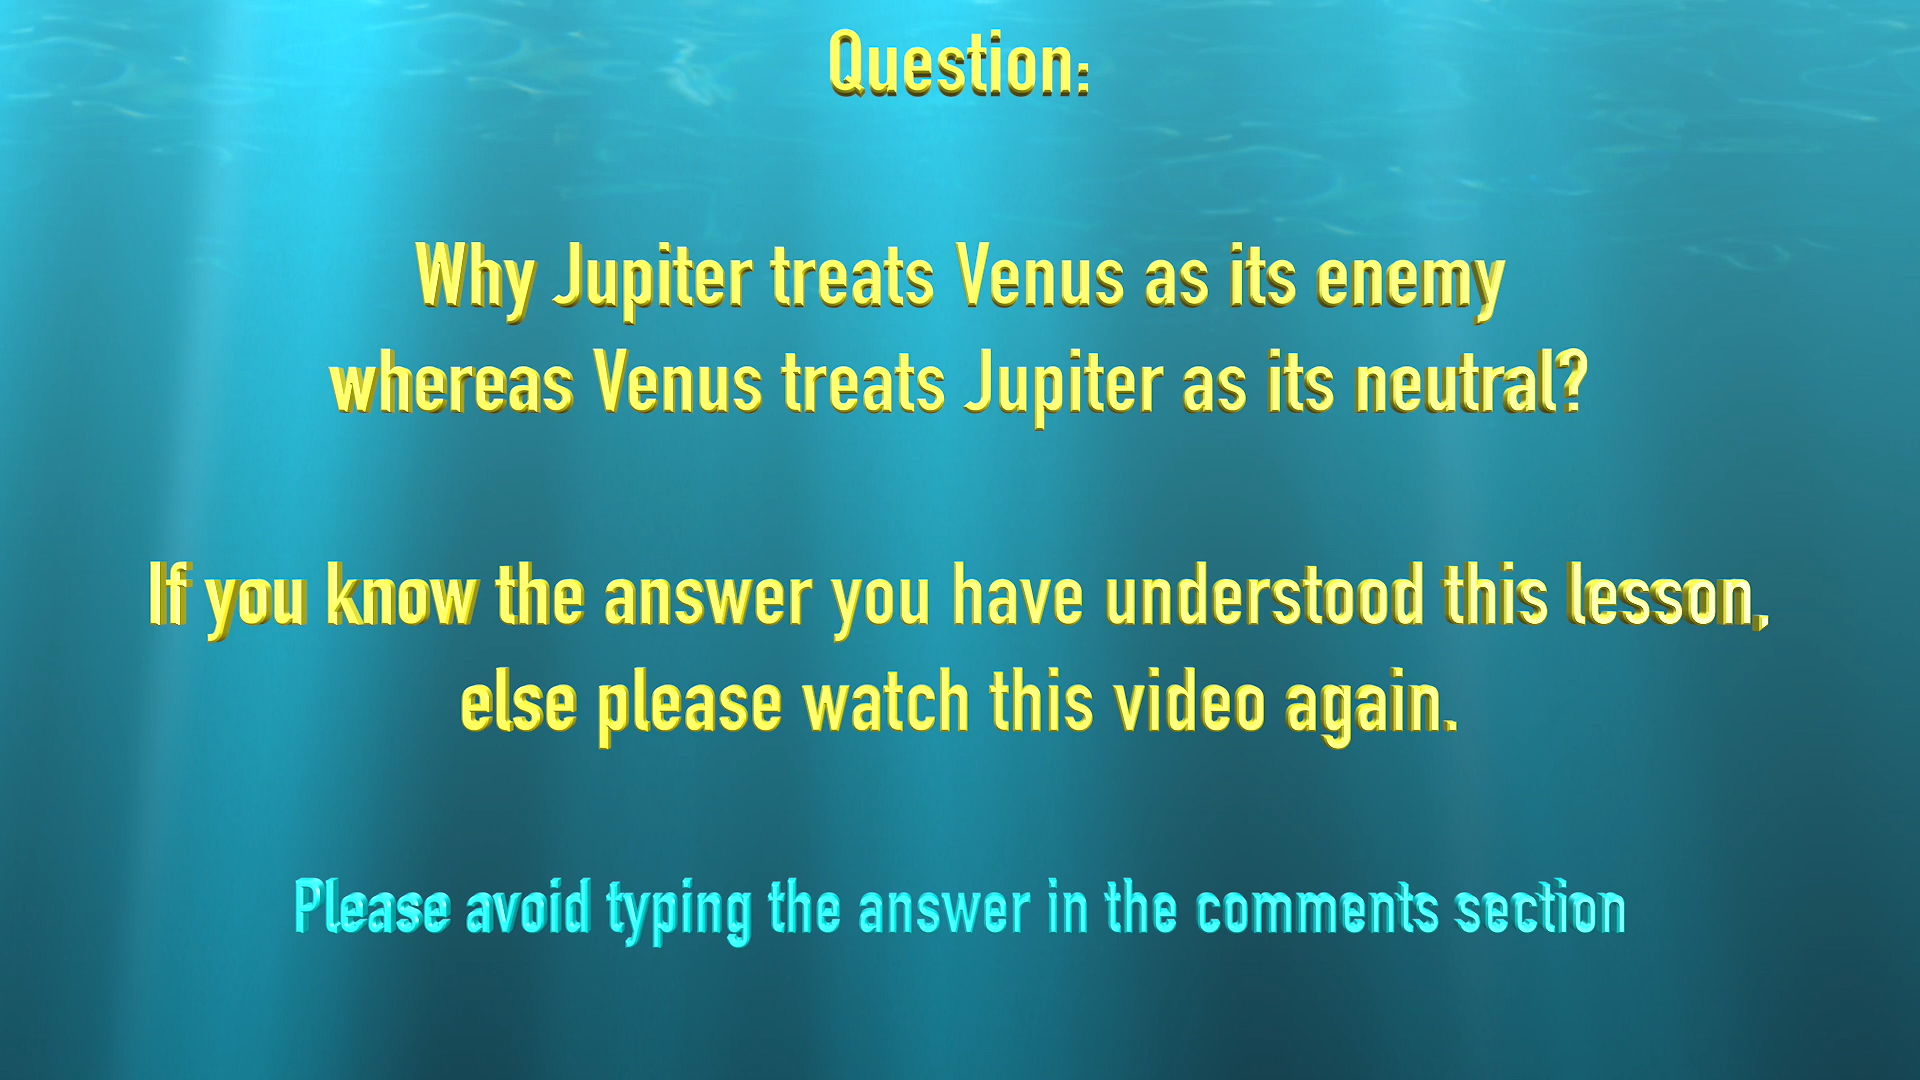 Question:
Why Jupiter treats Venus as its enemy
whereas Venus treats Jupiter as its neutral?
If you know the answer you have understood this lesson,
else please watch this video again.
Please avoid typing the answer in the comments section